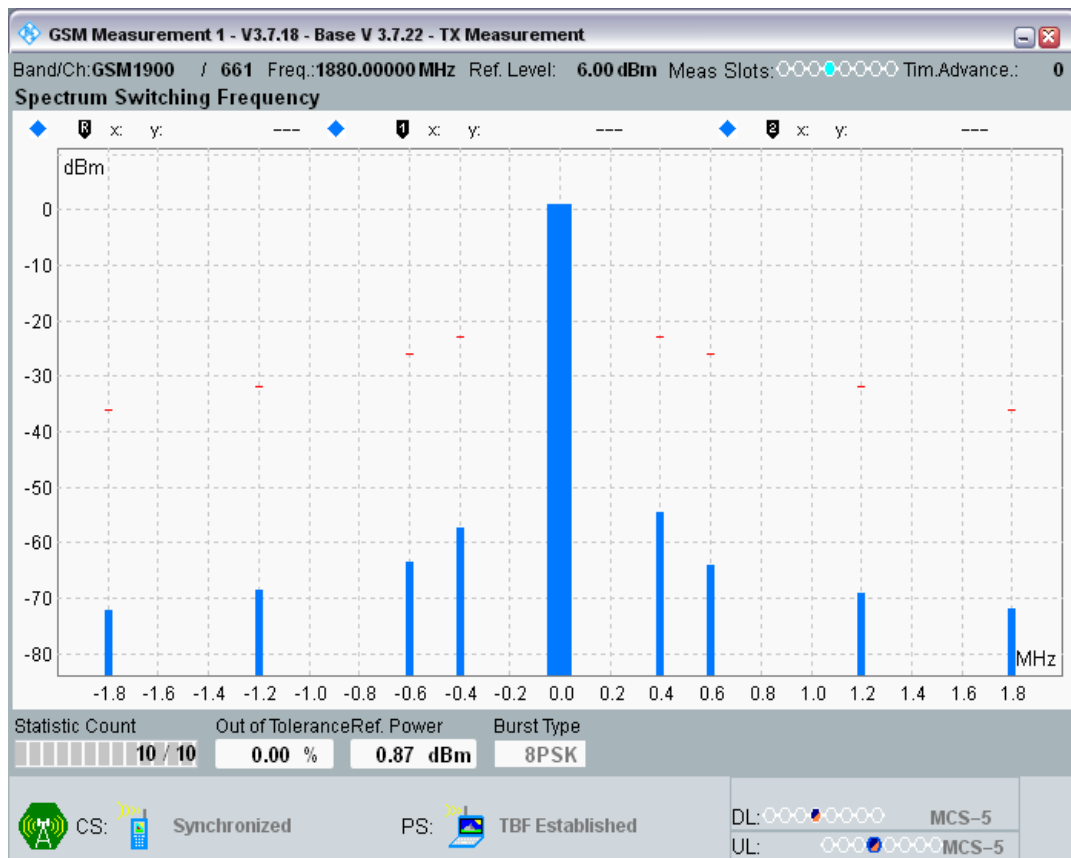 GSM Measurement 1 - V3.7.18 - Base V 3.7.22 - TX Measurement
Band/Ch:GSM1900 / 661 Freq.:1880.00000 MHz Ref. Level: 6.00 dBm Meas Slots: Tim.Advance.: 0
Spectrum Switching Frequency
R x: y: --- 1 x: y: --- 2 x: y: ---
dBm
0
-10
-20
-30
-40
-50
-60
-70
-80
MHz
-1.8 -1.6 -1.4 -1.2 -1.0 -0.8 -0.6 -0.4 -0.2 0.0 0.2 0.4 0.6 0.8 1.0 1.2 1.4 1.6 1.8
Statistic Count Out of Tolerance Ref. Power Burst Type
10 / 10 0.00 % 0.87 dBm 8PSK
CS: Synchronized PS: TBF Established
DL: MCS-5
UL: MCS-5